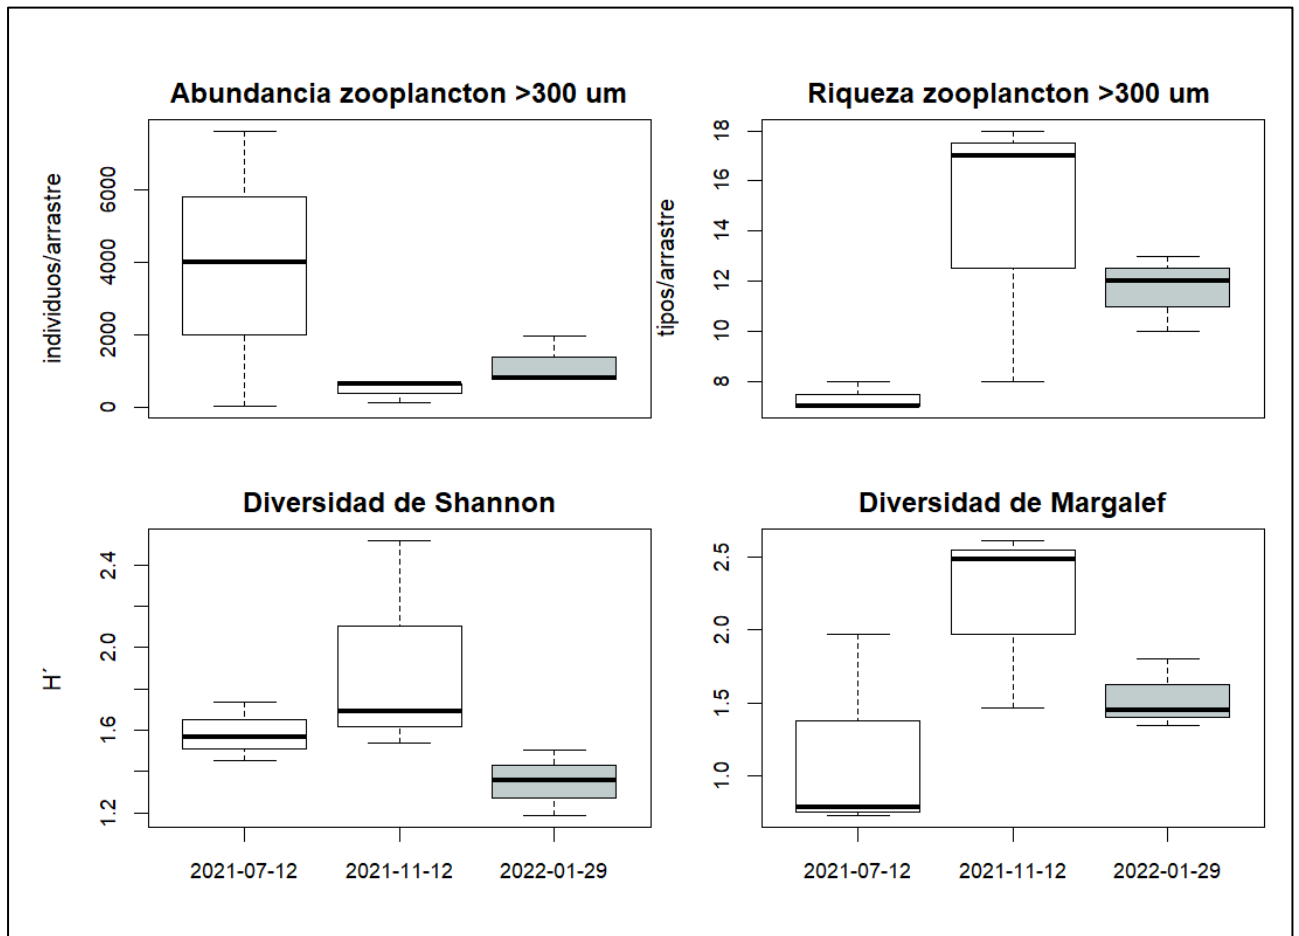 Abundancia zooplancton >300 um
individuos/arrastre
6000
4000
2000
0
Riqueza zooplancton >300 um
tipos/arrastre
18
16
14
12
10
8
Diversidad de Shannon
H´
2.4
2.0
1.6
1.2
2021-07-12 2021-11-12 2022-01-29
Diversidad de Margalef
2.5
2.0
1.5
1.0
2021-07-12 2021-11-12 2022-01-29